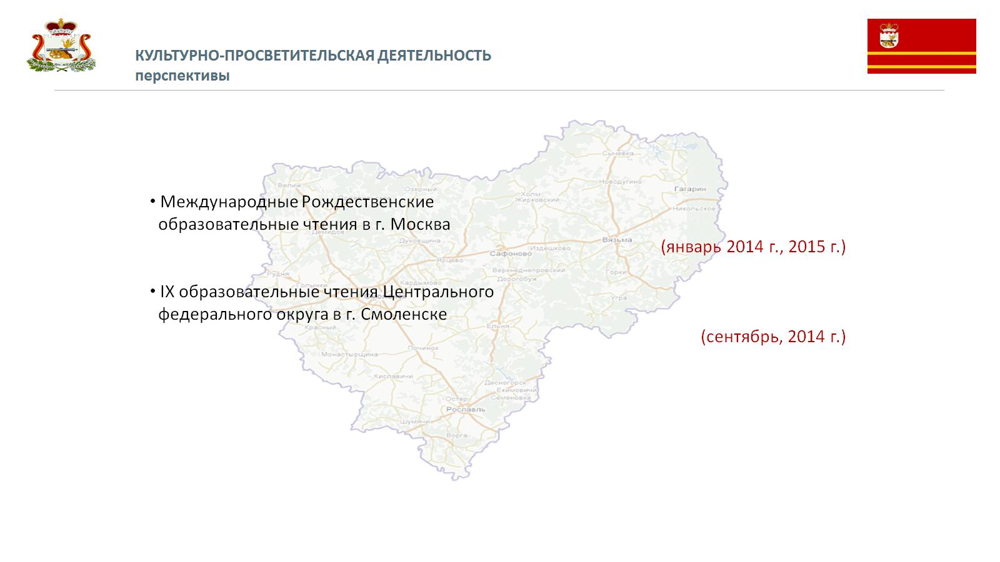 КУЛЬТУРНО-ПРОСВЕТИТЕЛЬСКАЯ ДЕЯТЕЛЬНОСТЬ
перспективы
Сычевка
Новодугино
Гагарин
Велиж
Озерный
Холм
Жирковский
Никольское
• Международные Рождественские
образовательные чтения в г. Москва
Демидов
Духовщина
Вязьма
(январь 2014 г., 2015 г.)
Издешково
Сафоново
Ярцево
Верхнеднепровский
Дорогобуж
Горки
Рудня
Голынки
Кардымово
• IX образовательные чтения Центрального
федерального округа в г. Смоленске
Угра
Красный
Ельня
(сентябрь, 2014 г.)
Починок
Монастырщина
Хиславичи
Десногорск
Екимовичи
Семеновка
Остер
Рославль
Шумячи
Ворга